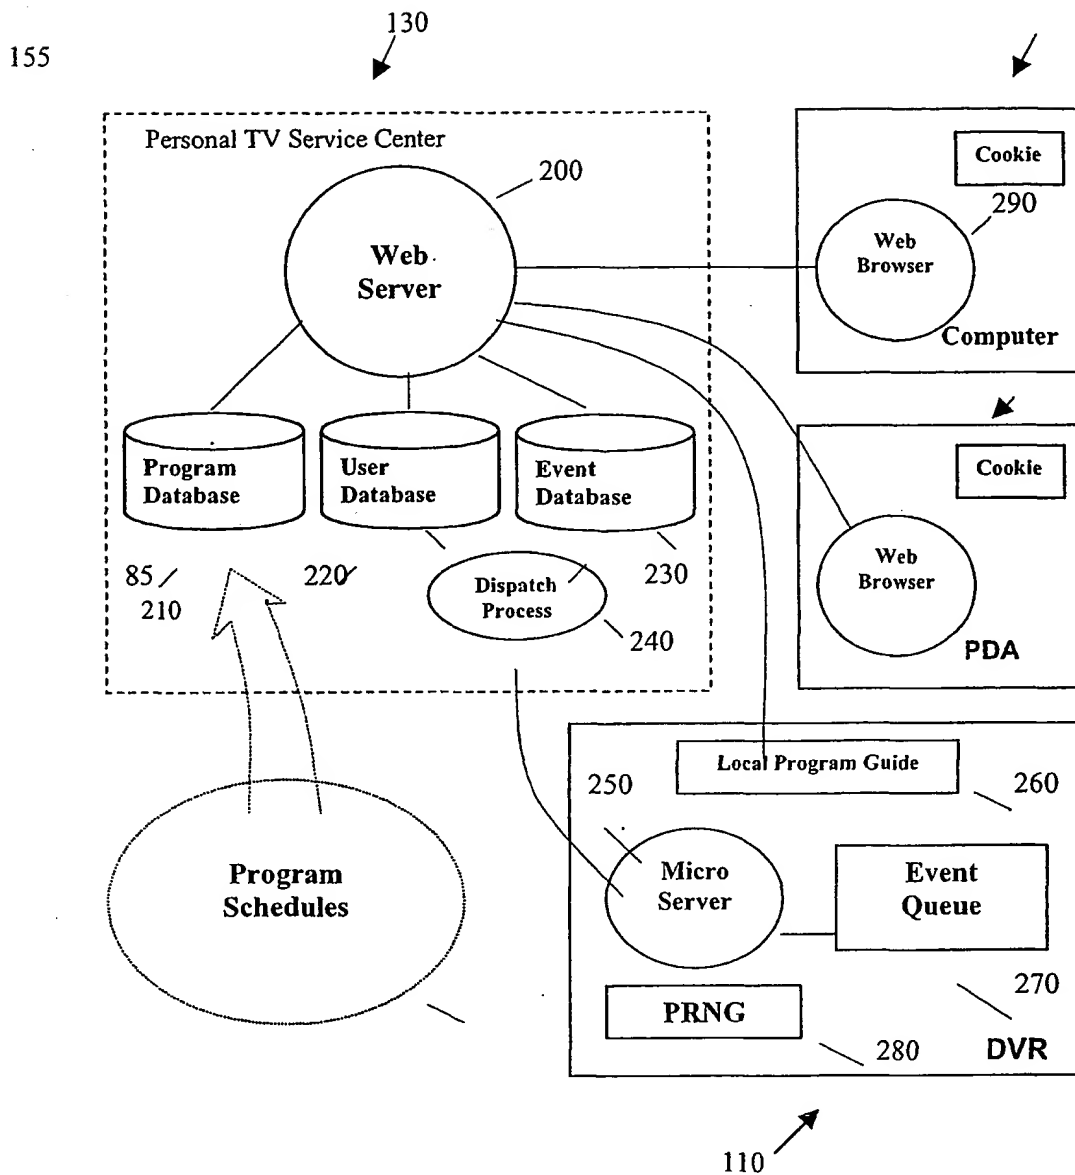 130
155
Personal TV Service Center
200
Web
Server
Program
Database
User
Database
Event
Database
85
210
220
230
Dispatch
Process
240
Cookie
290
Web
Browser
Computer
Cookie
Web
Browser
PDA
Program
Schedules
Local Program Guide
250
260
Micro
Server
Event
Queue
270
PRNG
280
DVR
110